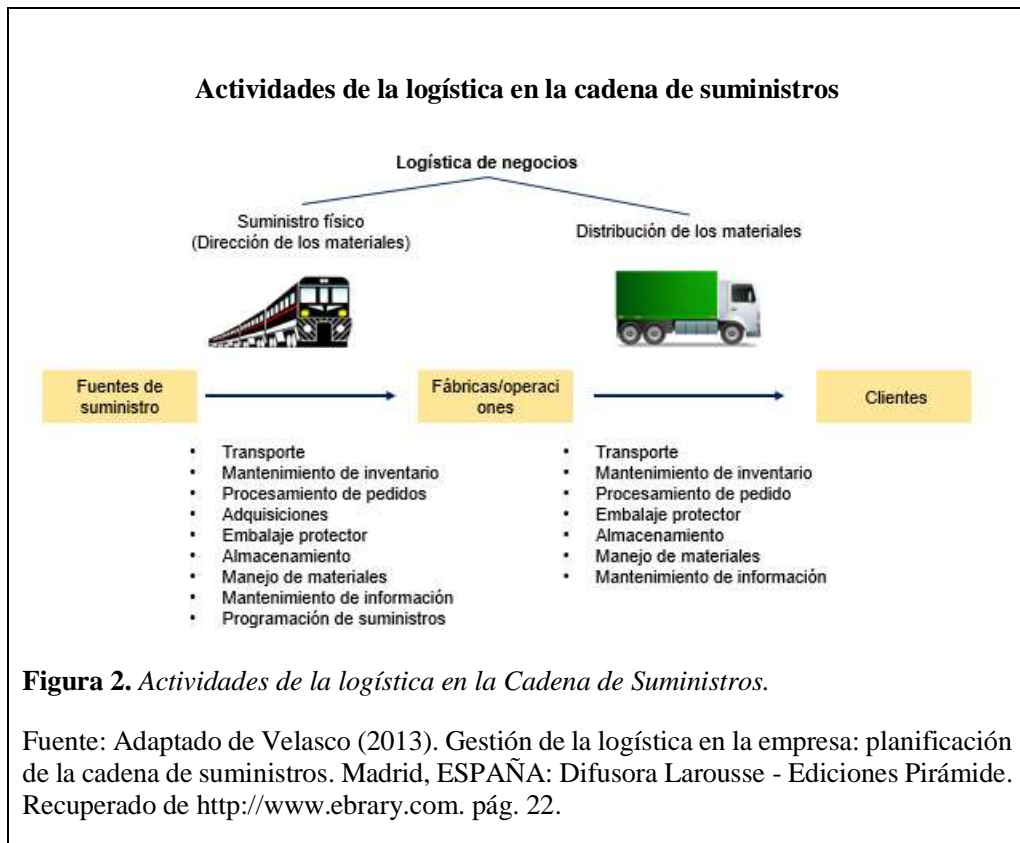 Actividades de la logística en la cadena de suministros
Logística de negocios
Suministro físico
(Dirección de los materiales)
Distribución de los materiales
Fuentes de
suministro
Fábricas/operaci
ones
Clientes
• Transporte
• Mantenimiento de inventario
• Procesamiento de pedidos
• Adquisiciones
• Embalaje protector
• Almacenamiento
• Manejo de materiales
• Mantenimiento de información
• Programación de suministros
• Transporte
• Mantenimiento de inventario
• Procesamiento de pedido
• Embalaje protector
• Almacenamiento
• Manejo de materiales
• Mantenimiento de información
Figura 2. Actividades de la logística en la Cadena de Suministros.
Fuente: Adaptado de Velasco (2013). Gestión de la logística en la empresa: planificación
de la cadena de suministros. Madrid, ESPAÑA: Difusora Larousse - Ediciones Pirámide.
Recuperado de http://www.ebrary.com. pág. 22.